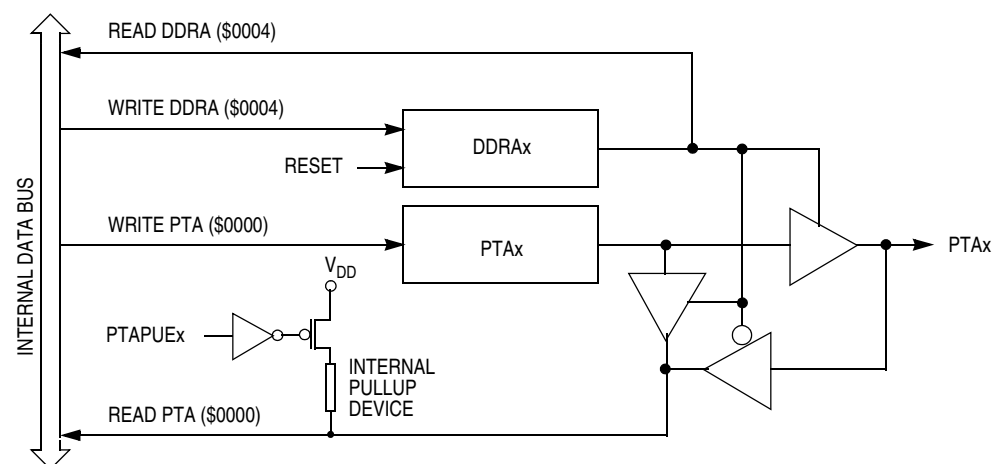 READ DDRA ($0004)
WRITE DDRA ($0004)
DDRAx
RESET
INTERNAL DATA BUS
WRITE PTA ($0000)
PTAx
PTAx
VDD
PTAPUEx
INTERNAL
PULLUP
DEVICE
READ PTA ($0000)